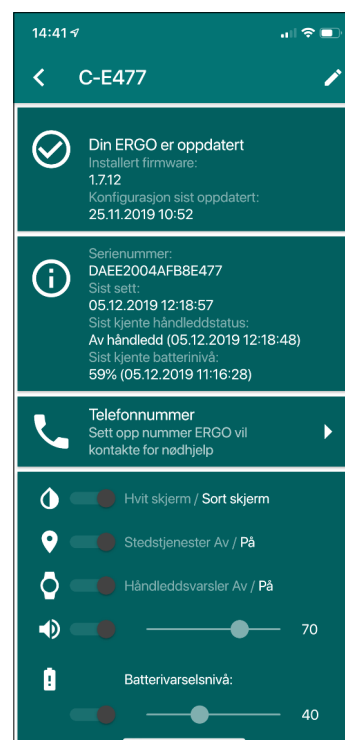 14:41
C-E477
Din ERGO er oppdatert
Installert firmware:
1.7.12
Konfigurasjon sist oppdatert:
25.11.2019 10:52
Serienummer:
DAEE2004AFB8E477
Sist sett:
05.12.2019 12:18:57
Sist kjente håndleddstatus:
Av håndledd (05.12.2019 12:18:48)
Sist kjente batterinivå:
59% (05.12.2019 11:16:28)
Telefonnummer
Sett opp nummer ERGO vil
kontakte for nødhjelp
Hvit skjerm / Sort skjerm
Stedstjenester Av / På
Håndleddsvarsler Av / På
70
Batterivarselsnivå:
40